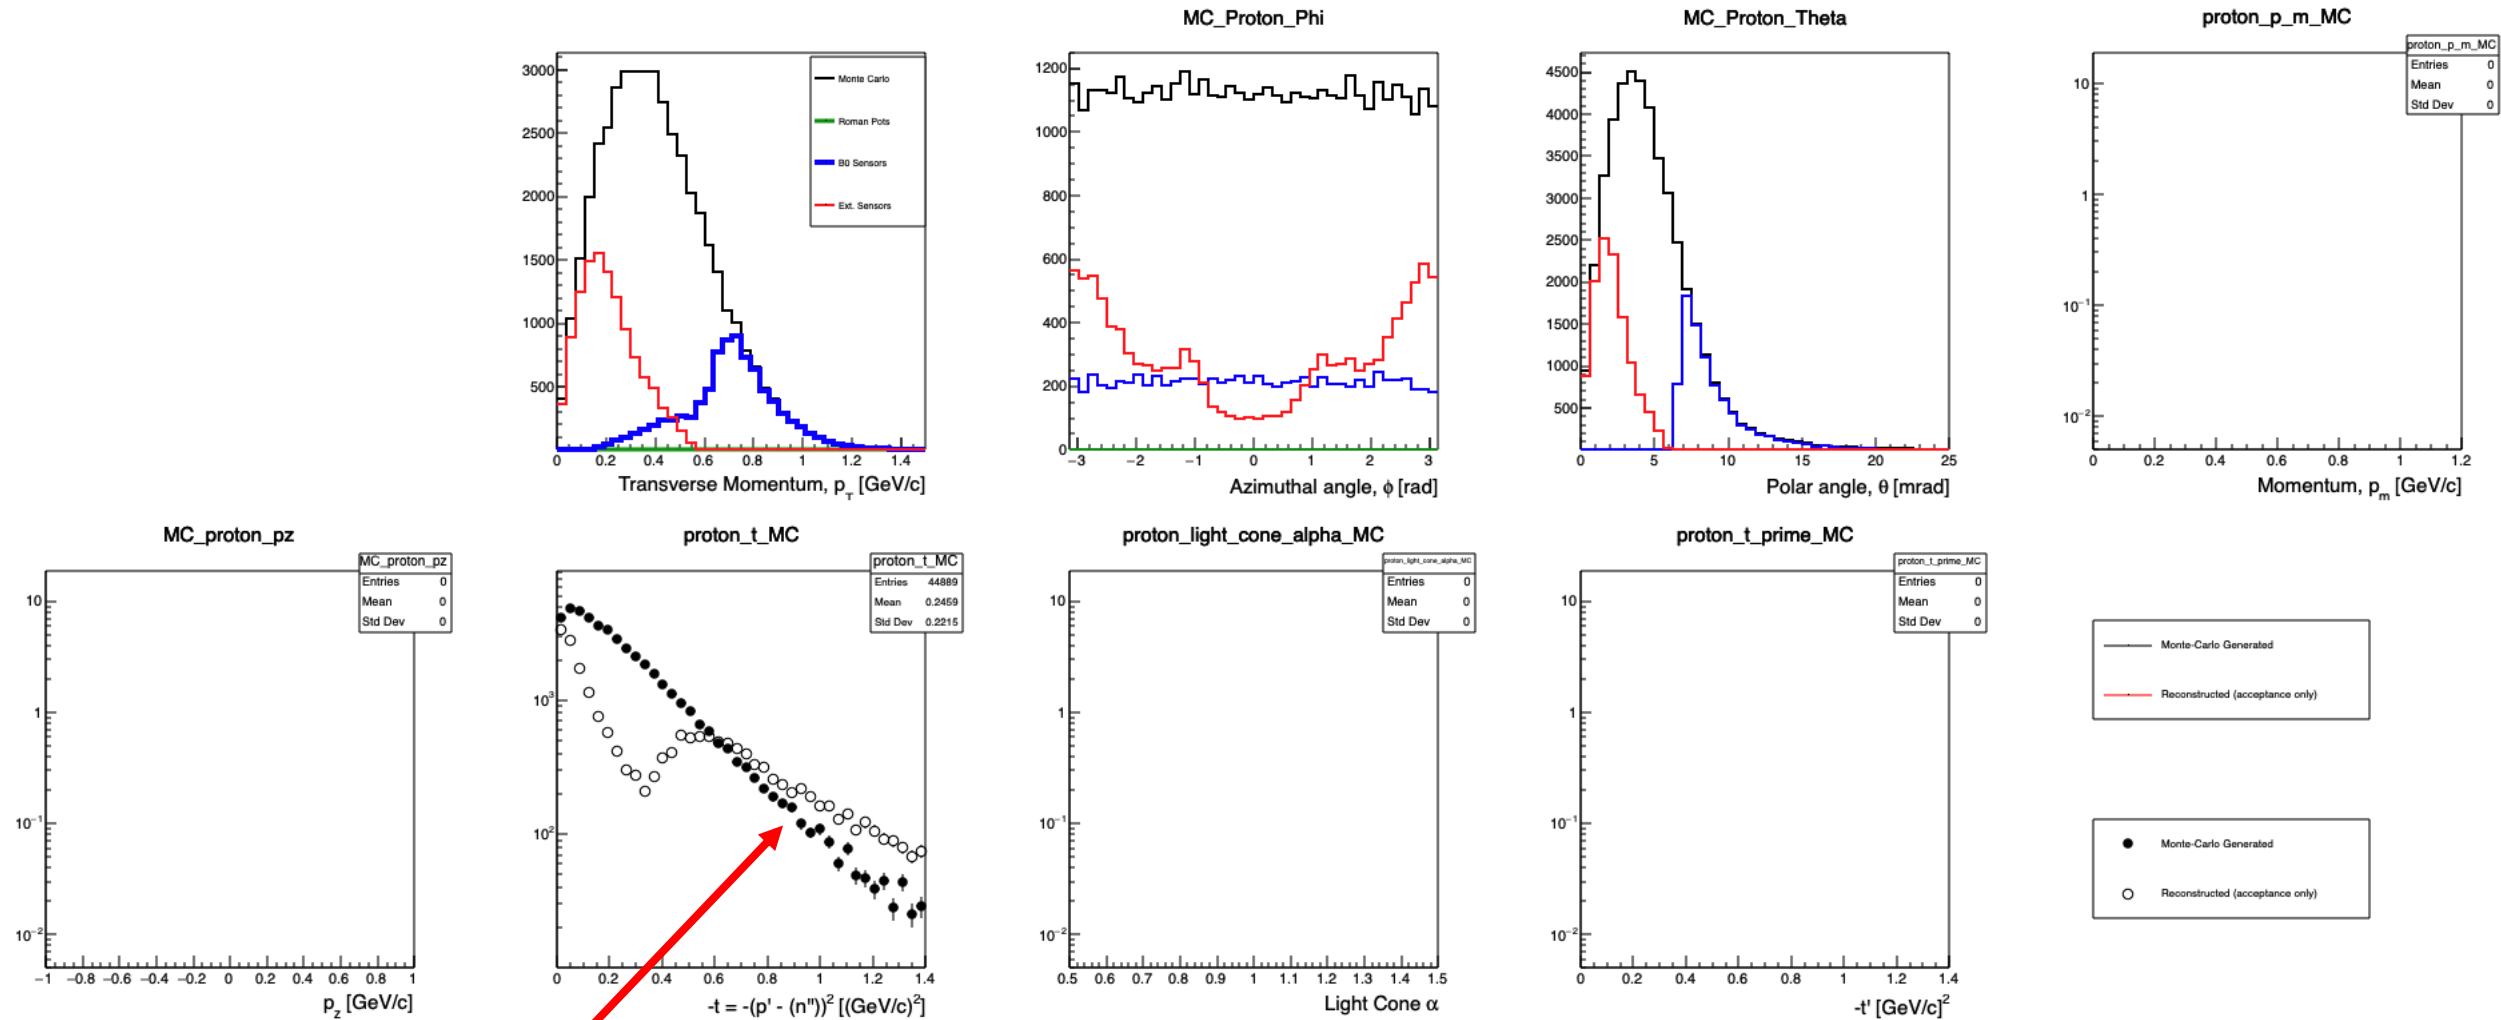 MC_Proton_Phi
MC_Proton_Theta
proton_p_m_MC
3000
2500
2000
1500
1000
500
0 0.2 0.4 0.6 0.8 1 1.2 1.4
Transverse Momentum, p_T [GeV/c]
Monte Carlo
Roman Pots
B0 Sensors
Ext. Sensors
1200
1000
800
600
400
200
0
−3 −2 −1 0 1 2 3
Azimuthal angle, ϕ [rad]
4500
4000
3500
3000
2500
2000
1500
1000
500
0 5 10 15 20 25
Polar angle, θ [mrad]
proton_p_m_MC
Entries 0
Mean 0
Std Dev 0
10
1
10⁻¹
10⁻²
0 0.2 0.4 0.6 0.8 1 1.2
Momentum, p_m [GeV/c]
MC_proton_pz
MC_proton_pz
Entries 0
Mean 0
Std Dev 0
10
1
10⁻¹
10⁻²
−1 −0.8 −0.6 −0.4 −0.2 0 0.2 0.4 0.6 0.8 1
p_z [GeV/c]
proton_t_MC
proton_t_MC
Entries 44889
Mean 0.2459
Std Dev 0.2215
10³
10²
0 0.2 0.4 0.6 0.8 1 1.2 1.4
-t = -(p' - (n"))² [(GeV/c)²]
proton_light_cone_alpha_MC
proton_light_cone_alpha_MC
Entries 0
Mean 0
Std Dev 0
10
1
10⁻¹
10⁻²
0.5 0.6 0.7 0.8 0.9 1 1.1 1.2 1.3 1.4 1.5
Light Cone α
proton_t_prime_MC
proton_t_prime_MC
Entries 0
Mean 0
Std Dev 0
10
1
10⁻¹
10⁻²
0 0.2 0.4 0.6 0.8 1 1.2 1.4
-t' [GeV/c]²
Monte-Carlo Generated
Reconstructed (acceptance only)
Monte-Carlo Generated
Reconstructed (acceptance only)